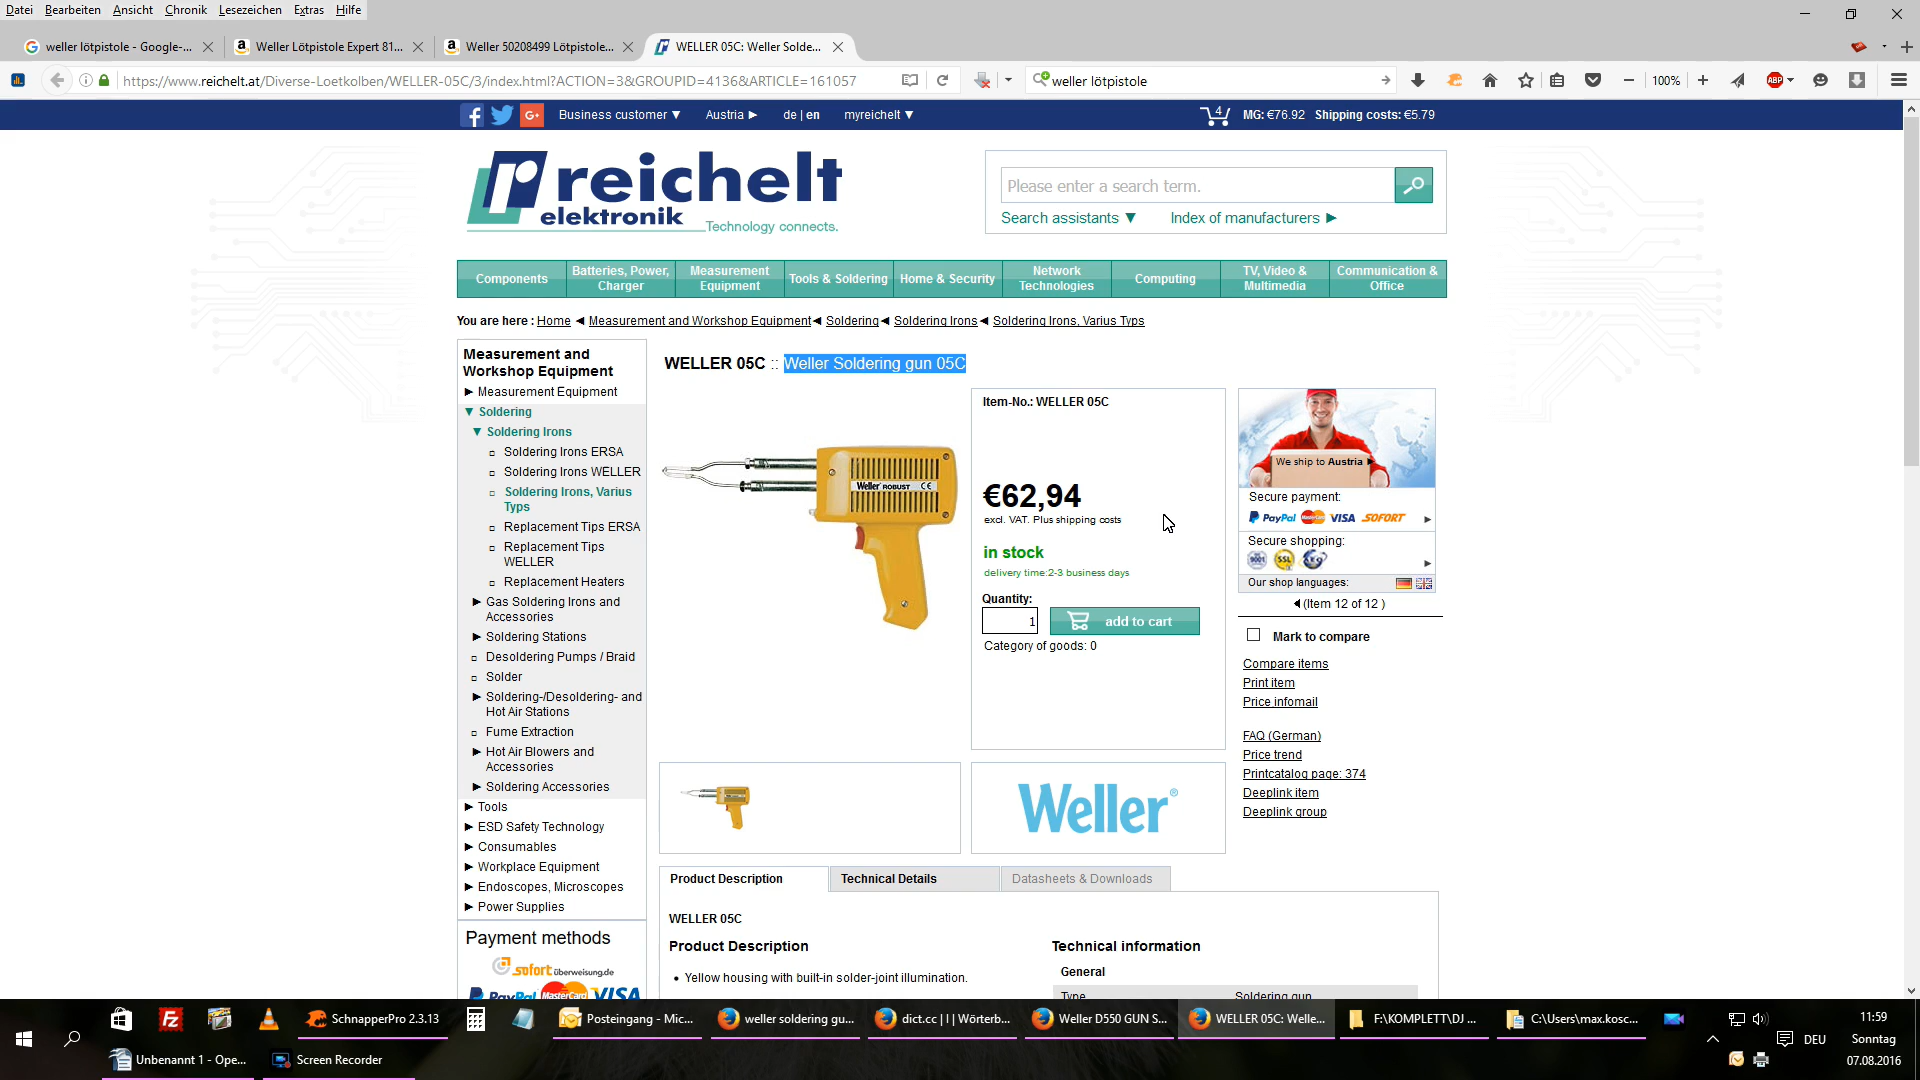 Datei Bearbeiten Ansicht Chronik Lesezeichen Extras Hilfe
weller lötpistole - Google-...
Weller Lötpistole Expert 81...
Weller 50208499 Lötpistole...
WELLER 05C: Weller Solde...
https://www.reichelt.at/Diverse-Loetkolben/WELLER-05C/3/index.html?ACTION=3&GROUPID=4136&ARTICLE=161057
weller lötpistole
100%
ABP
Business customer ▼
Austria ▶
de | en
myreichelt ▼
4
MG: €76.92 Shipping costs: €5.79
reichelt
elektronik
Technology connects.
Please enter a search term.
Search assistants ▼
Index of manufacturers ▶
Components
Batteries, Power, Charger
Measurement Equipment
Tools & Soldering
Home & Security
Network Technologies
Computing
TV, Video & Multimedia
Communication & Office
You are here : Home ◀ Measurement and Workshop Equipment ◀ Soldering ◀ Soldering Irons ◀ Soldering Irons, Varius Typs
Measurement and
Workshop Equipment
▶ Measurement Equipment
▼ Soldering
▼ Soldering Irons
Soldering Irons ERSA
Soldering Irons WELLER
Soldering Irons, Varius
Typs
Replacement Tips ERSA
Replacement Tips
WELLER
Replacement Heaters
▶ Gas Soldering Irons and
Accessories
▶ Soldering Stations
Desoldering Pumps / Braid
Solder
▶ Soldering-/Desoldering- and
Hot Air Stations
Fume Extraction
▶ Hot Air Blowers and
Accessories
▶ Soldering Accessories
▶ Tools
▶ ESD Safety Technology
▶ Consumables
▶ Workplace Equipment
▶ Endoscopes, Microscopes
▶ Power Supplies
Payment methods
sofort überweisung.de
PayPal MasterCard VISA
WELLER 05C :: Weller Soldering gun 05C
Weller ROBUST CE
Item-No.: WELLER 05C
€62,94
excl. VAT. Plus shipping costs
in stock
delivery time:2-3 business days
Quantity:
1
add to cart
Category of goods: 0
We ship to Austria ▶
Secure payment:
PayPal MasterCard VISA SOFORT
Secure shopping:
9001 SSL
Our shop languages:
◀ (Item 12 of 12 )
Mark to compare
Compare items
Print item
Price infomail
FAQ (German)
Price trend
Printcatalog page: 374
Deeplink item
Deeplink group
Weller®
Product Description
Technical Details
Datasheets & Downloads
WELLER 05C
Product Description
• Yellow housing with built-in solder-joint illumination.
Technical information
General
Type
Soldering gun
SchnapperPro 2.3.13
Posteingang - Mic...
weller soldering gu...
dict.cc | l | Wörterb...
Weller D550 GUN S...
WELLER 05C: Welle...
F:\KOMPLETT\DJ ...
C:\Users\max.kosc...
DEU
11:59
Sonntag
07.08.2016
Unbenannt 1 - Ope...
Screen Recorder